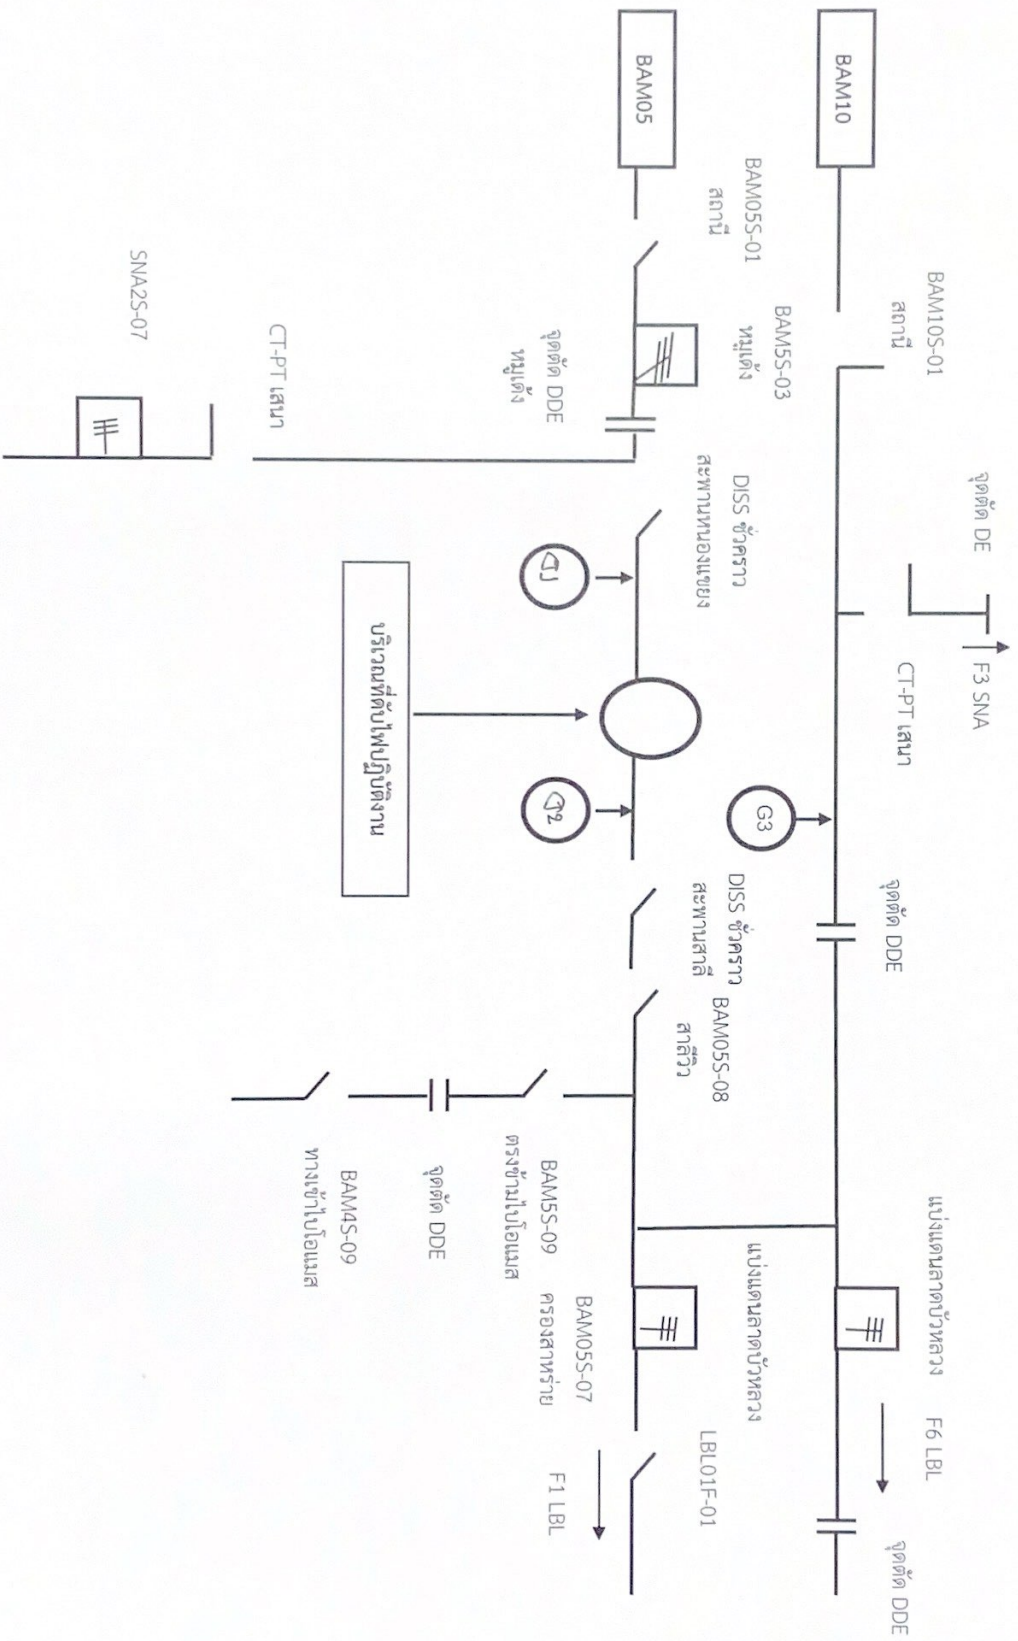 BAM10
BAM10S-01
สถานี
จุดตัด DE
F3 SNA
CT-PT เสนา
G3
จุดตัด DDE
แบ่งแดนลาดบัวหลวง
F6 LBL
จุดตัด DDE
BAM05
BAM05S-01
สถานี
BAM5S-03
หมู่เด้ง
จุดตัด DDE
หมู่เด้ง
DISS ชั่วคราว
สะพานหนองแขยง
G1
G2
บริเวณที่ดับไฟปฏิบัติงาน
DISS ชั่วคราว
สะพานสาลี
BAM05S-08
สาลีวิว
แบ่งแดนลาดบัวหลวง
BAM05S-07
ครองสาหร่าย
LBL01F-01
F1 LBL
BAM5S-09
ตรงข้ามไบโอแมส
จุดตัด DDE
BAM4S-09
ทางเข้าไบโอแมส
CT-PT เสนา
SNA2S-07